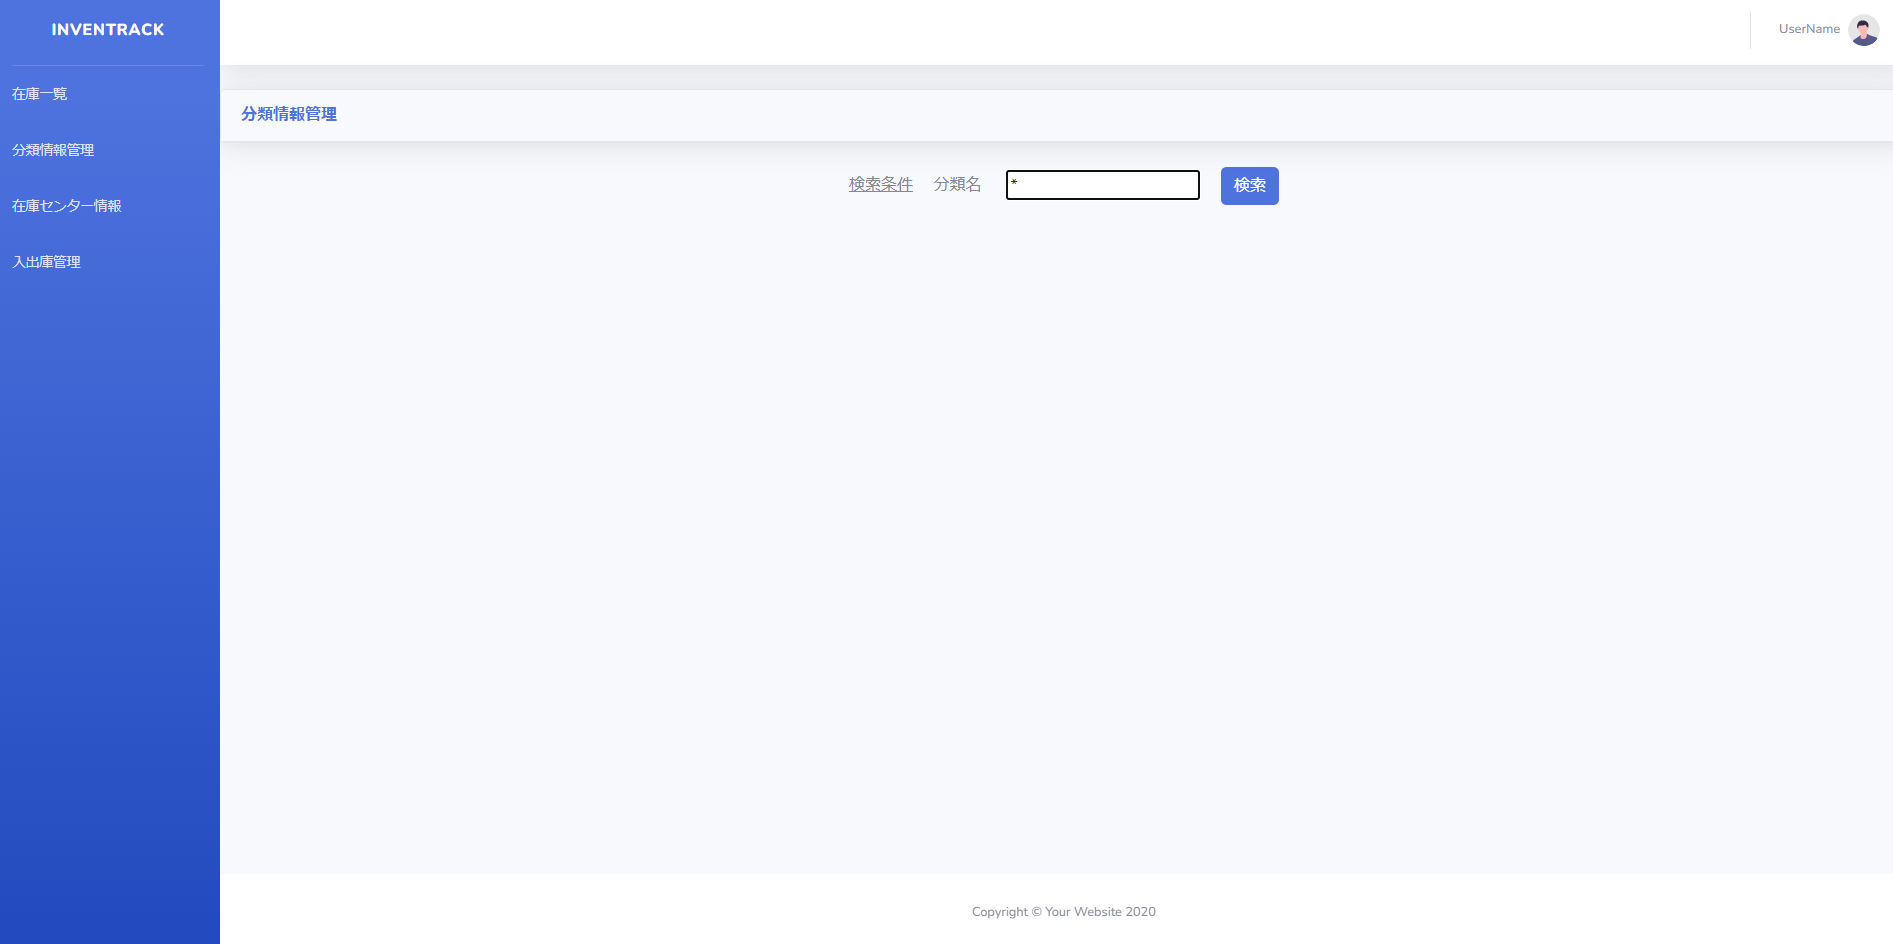 INVENTRACK
UserName
在庫一覧
分類情報管理
在庫センター情報
入出庫管理
分類情報管理
検索条件 分類名 * 検索
Copyright © Your Website 2020